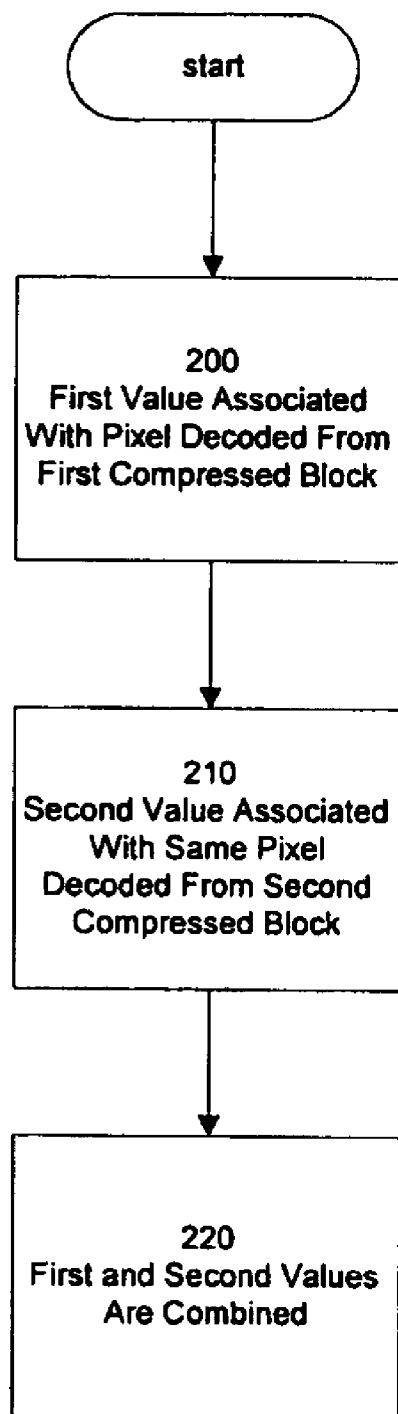 start
200
First Value Associated
With Pixel Decoded From
First Compressed Block
210
Second Value Associated
With Same Pixel
Decoded From Second
Compressed Block
220
First and Second Values
Are Combined